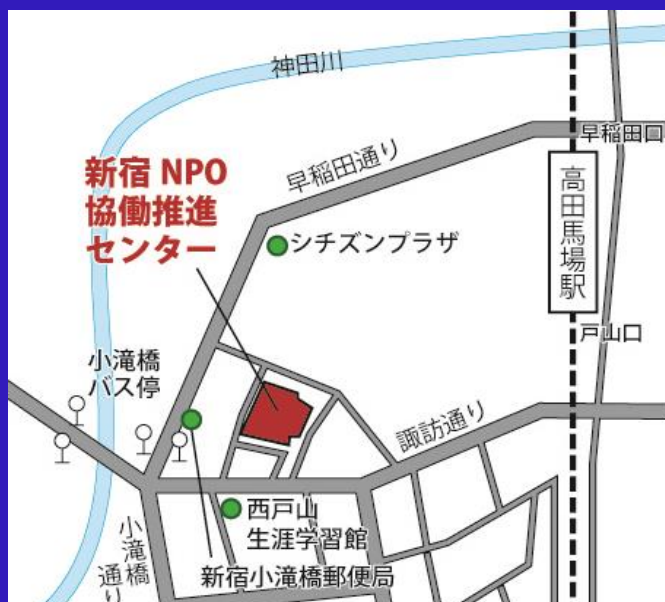 神田川
早稲田通り
早稲田口
新宿 NPO
協働推進
センター
シチズンプラザ
高田馬場駅
戸山口
小滝橋
バス停
諏訪通り
西戸山
生涯学習館
小滝橋
通り
新宿小滝橋郵便局